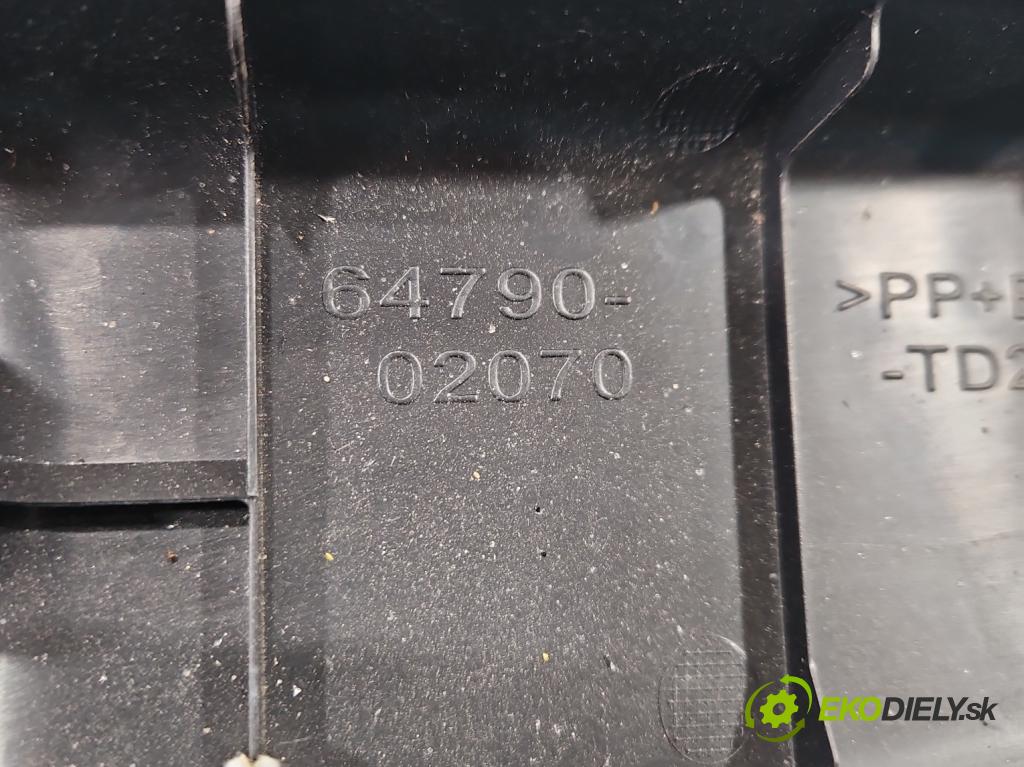 64790-
02070
>PP+E
-TD2
EKODIELY.sk